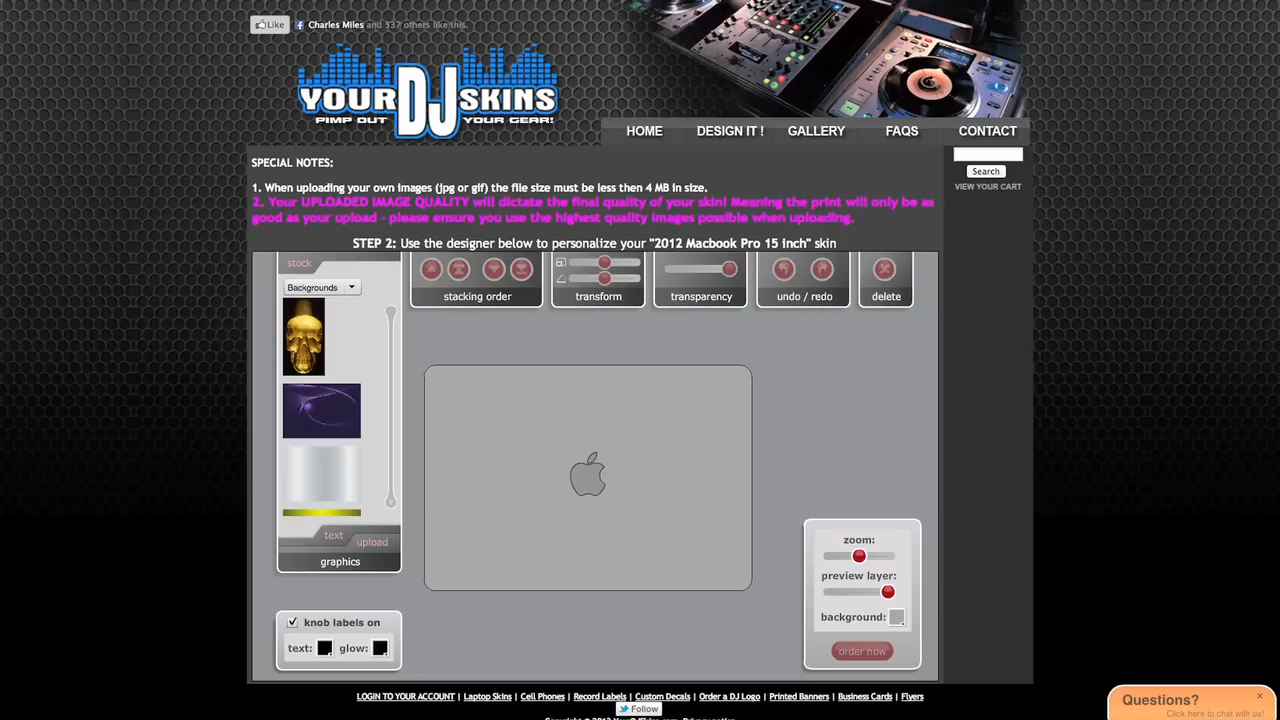 Like Charles Miles and 537 others like this.
YOUR DJ SKINS
PIMP OUT YOUR GEAR!
HOME DESIGN IT ! GALLERY FAQS CONTACT
Search
VIEW YOUR CART
SPECIAL NOTES:
1. When uploading your own images (jpg or gif) the file size must be less then 4 MB in size.
2. Your UPLOADED IMAGE QUALITY will dictate the final quality of your skin! Meaning the print will only be as
good as your upload - please ensure you use the highest quality images possible when uploading.
STEP 2: Use the designer below to personalize your "2012 Macbook Pro 15 inch" skin
stock
Backgrounds
stacking order transform transparency undo / redo delete
text
upload
graphics
knob labels on
text: glow:
zoom:
preview layer:
background:
order now
LOGIN TO YOUR ACCOUNT | Laptop Skins | Cell Phones | Record Labels | Custom Decals | Order a DJ Logo | Printed Banners | Business Cards | Flyers
Follow
Questions? ×
Click here to chat with us!